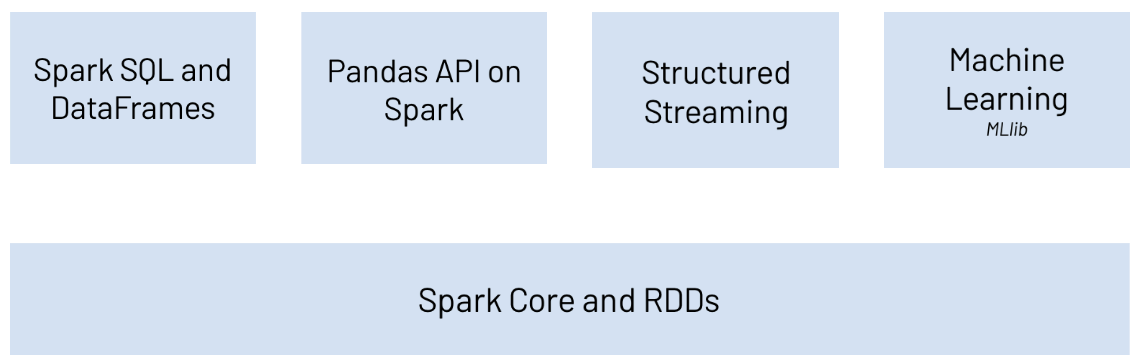 Spark SQL and
DataFrames
Pandas API on
Spark
Structured
Streaming
Machine
Learning
MLlib
Spark Core and RDDs